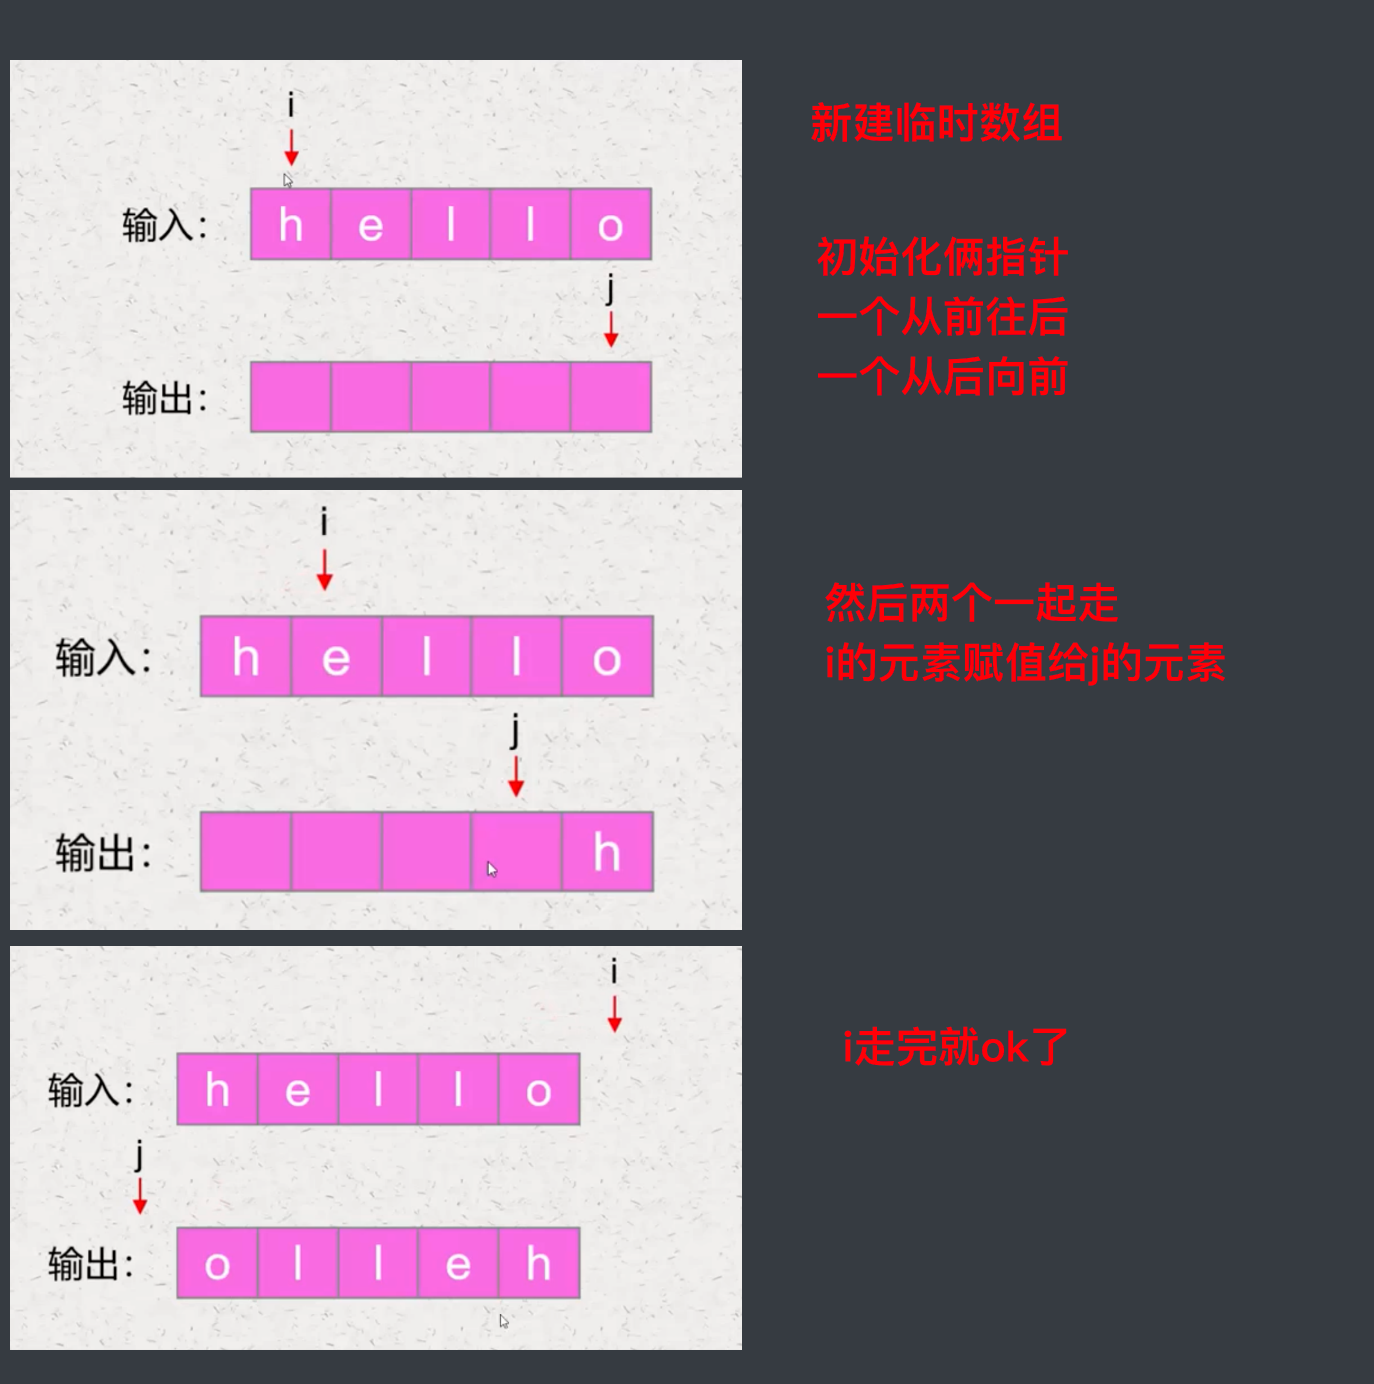 i
输入： h e l l o
j
输出：
新建临时数组
初始化俩指针
一个从前往后
一个从后向前
i
输入： h e l l o
j
输出： h
然后两个一起走
i的元素赋值给j的元素
i
输入： h e l l o
j
输出： o l l e h
i走完就ok了